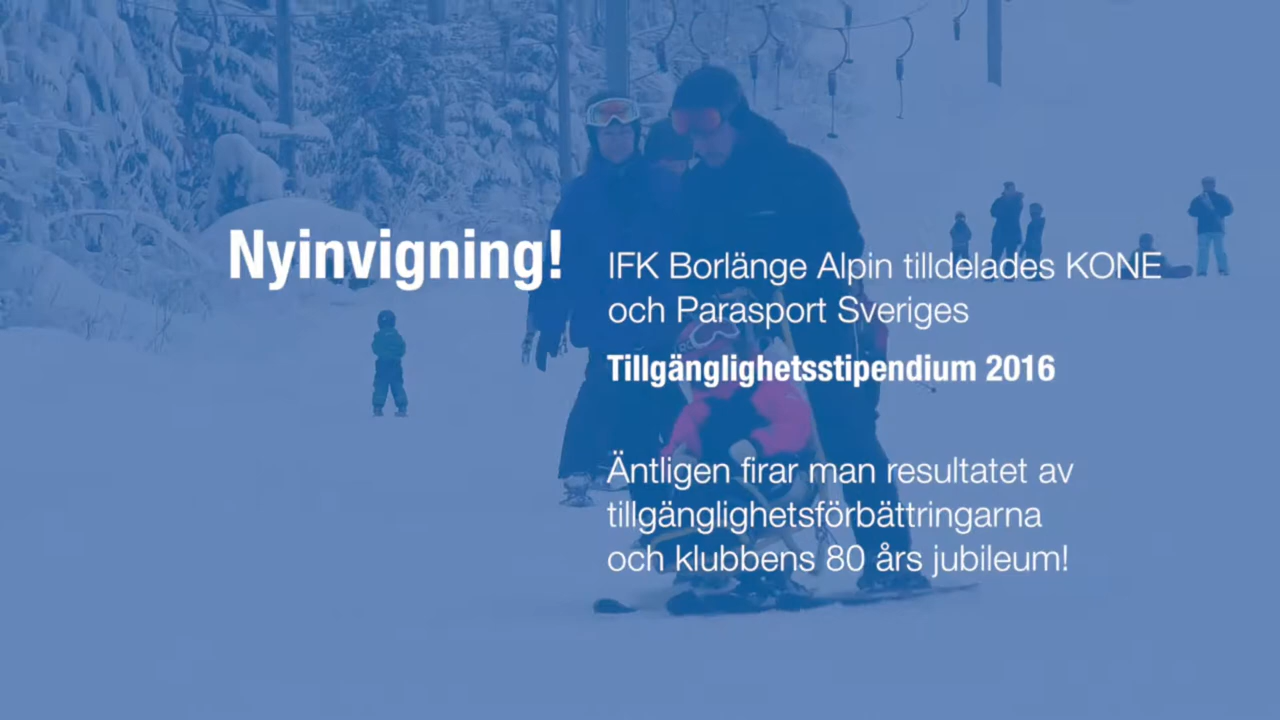 Nyinvigning!
IFK Borlänge Alpin tilldelades KONE
och Parasport Sveriges
Tillgänglighetsstipendium 2016
Äntligen firar man resultatet av
tillgänglighetsförbättringarna
och klubbens 80 års jubileum!